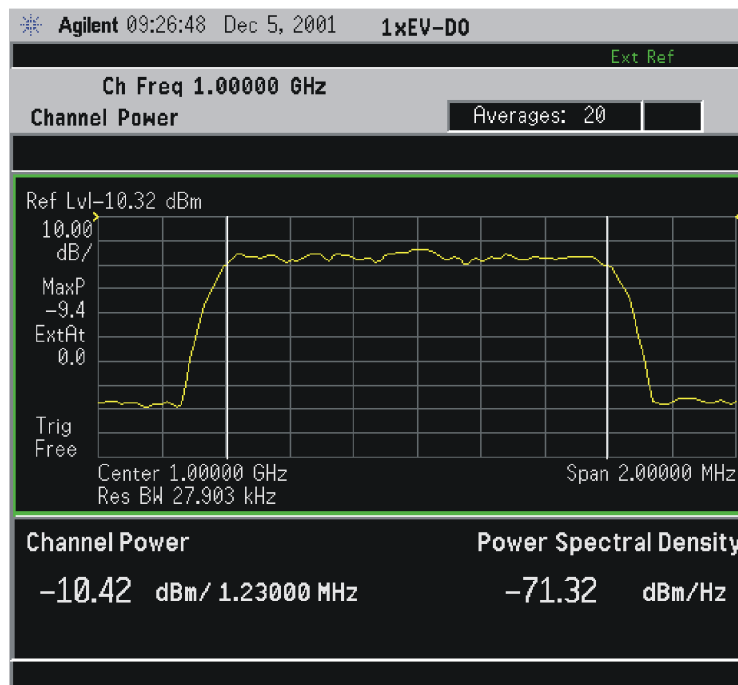 Agilent 09:26:48 Dec 5, 2001 1xEV-DO
Ext Ref
Ch Freq 1.00000 GHz
Channel Power
Averages: 20
Ref Lvl-10.32 dBm
10.00
dB/
MaxP
-9.4
ExtAt
0.0
Trig
Free
Center 1.00000 GHz Span 2.00000 MHz
Res BW 27.903 kHz
Channel Power Power Spectral Density
-10.42 dBm/ 1.23000 MHz -71.32 dBm/Hz